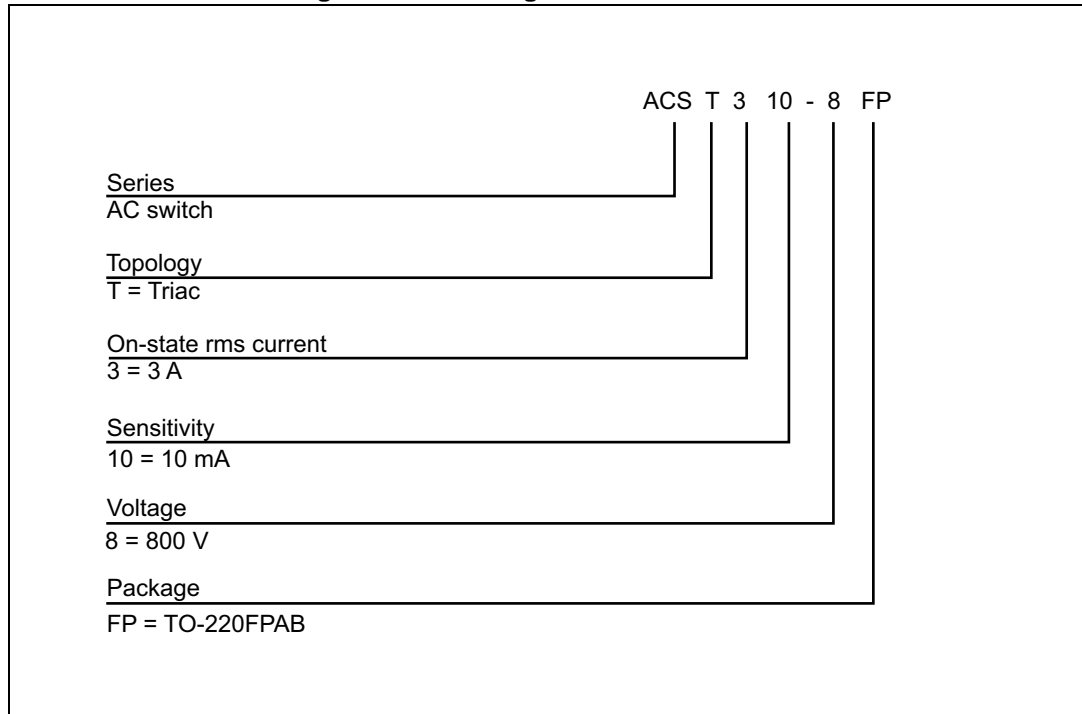 ACS T 3 10 - 8 FP
Series
AC switch
Topology
T = Triac
On-state rms current
3 = 3 A
Sensitivity
10 = 10 mA
Voltage
8 = 800 V
Package
FP = TO-220FPAB